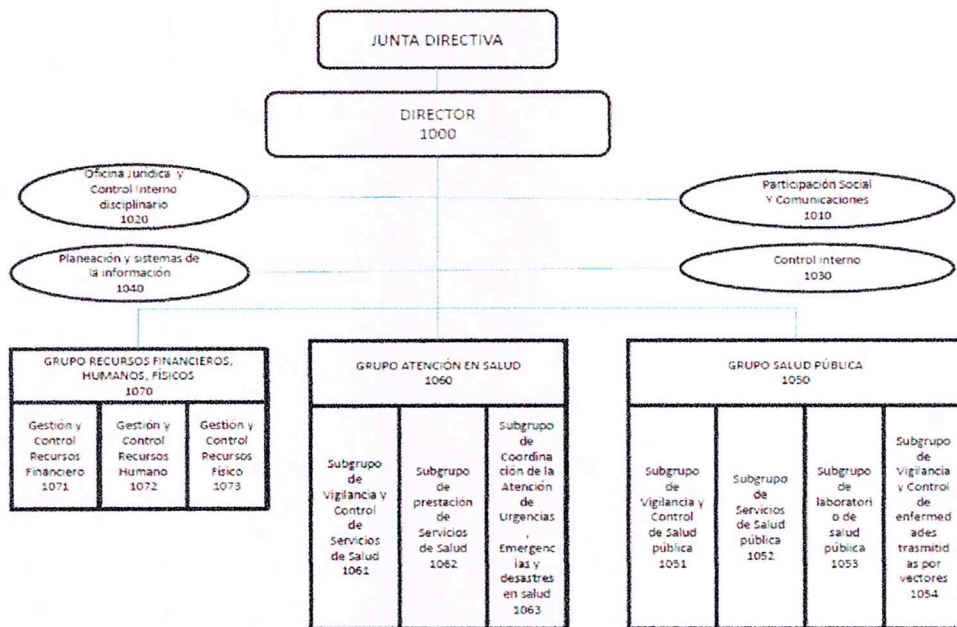 JUNTA DIRECTIVA
DIRECTOR
1000
Oficina Jurídica y
Control Interno
disciplinario
1020
Participación Social
Y Comunicaciones
1010
Planeación y sistemas de
la información
1040
Control Interno
1030
GRUPO RECURSOS FINANCIEROS,
HUMANOS, FÍSICOS
1070
Gestión y
Control
Recursos
Financiero
1071
Gestión y
Control
Recursos
Humano
1072
Gestión y
Control
Recursos
Físico
1073
GRUPO ATENCIÓN EN SALUD
1060
Subgrupo
de
Vigilancia y
Control
de
Servicios
de Salud
1061
Subgrupo
de
prestación
de
Servicios
de Salud
1062
Subgrupo
de
Coordina
ción de la
Atención
de
Urgencias
,
Emergenc
ias y
desastres
en salud
1063
GRUPO SALUD PÚBLICA
1050
Subgrupo
de
Vigilancia y
Control
de Salud
pública
1051
Subgrupo
de
Servicios
de Salud
pública
1052
Subgrupo
de
laboratori
o de
salud
pública
1053
Subgrupo
de
Vigilancia
y Control
de
enfermed
ades
trasmitid
as por
vectores
1054